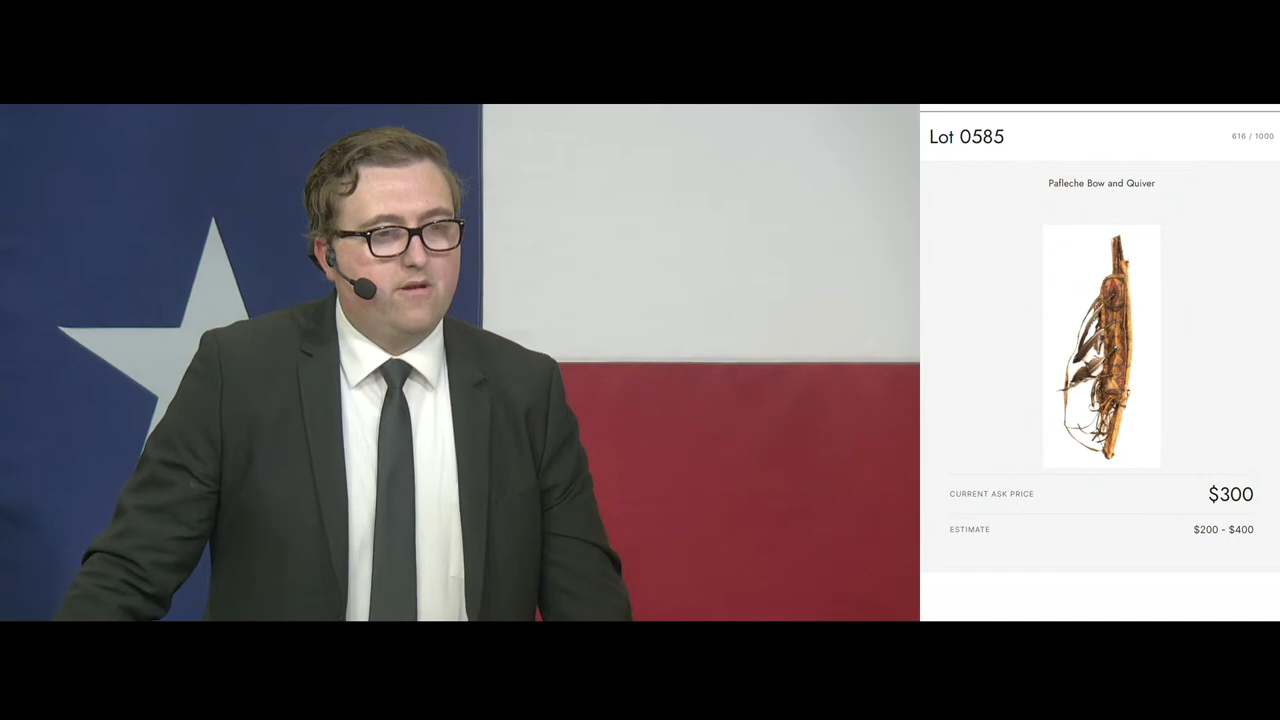 Lot 0585
616 / 1000
Pafleche Bow and Quiver
CURRENT ASK PRICE
$300
ESTIMATE
$200 - $400